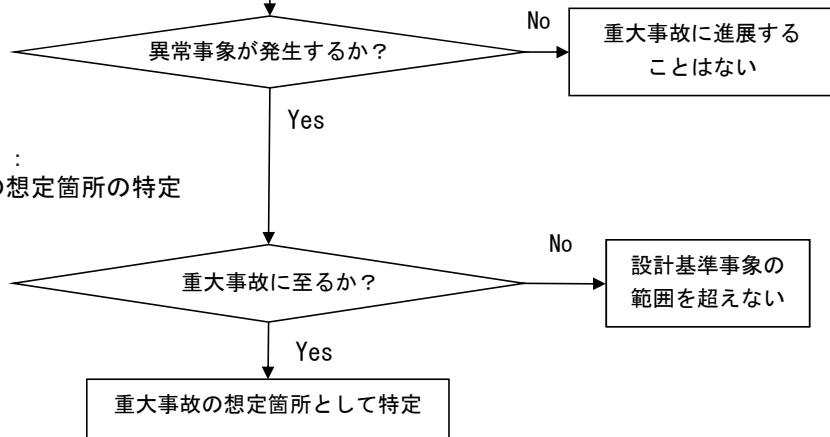 No
異常事象が発生するか？
重大事故に進展する
ことはない
Yes
：
の想定箇所の特定
No
重大事故に至るか？
設計基準事象の
範囲を超えない
Yes
重大事故の想定箇所として特定